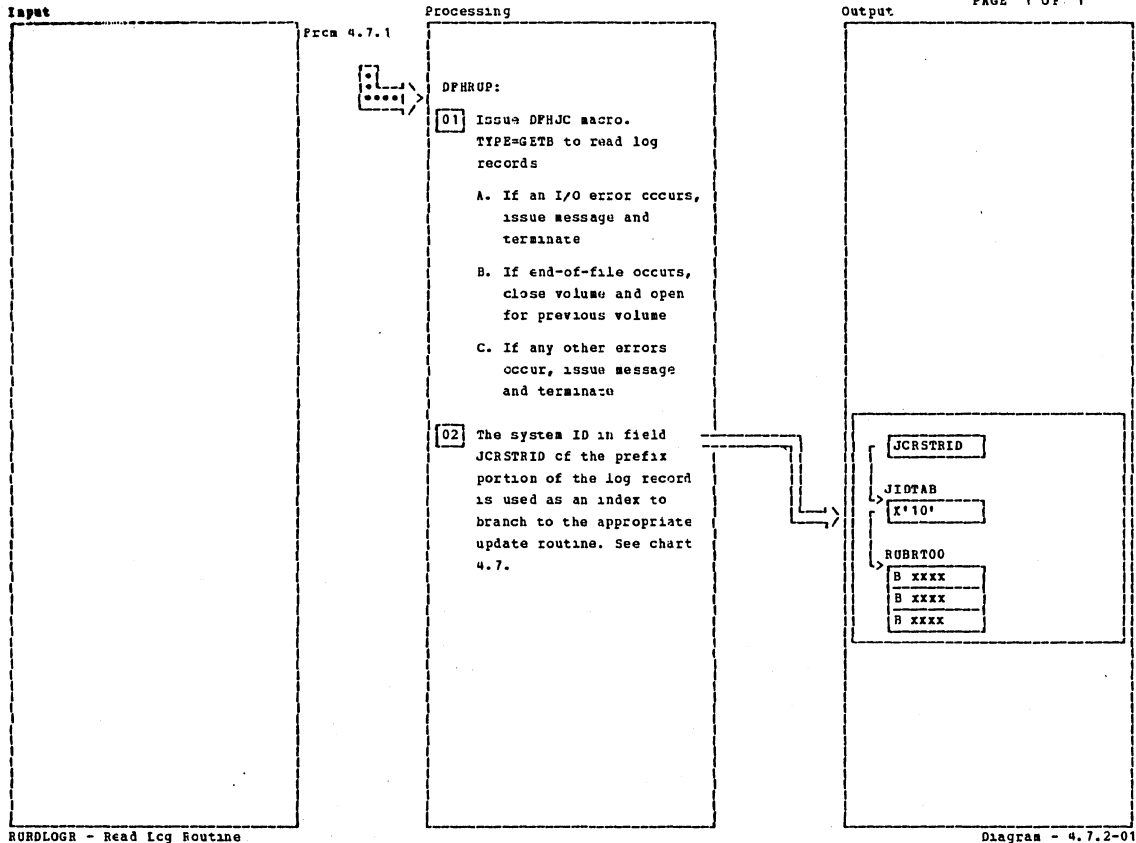 PAGE 1 OF 1
Input
Processing
Output
From 4.7.1
DFHRUP:
01 Issue DFHJC macro.
TYPE=GETB to read log
records
A. If an I/O error occurs,
issue message and
terminate
B. If end-of-file occurs,
close volume and open
for previous volume
C. If any other errors
occur, issue message
and terminate
02 The system ID in field
JCRSTRID of the prefix
portion of the log record
is used as an index to
branch to the appropriate
update routine. See chart
4.7.
JCRSTRID
JIDTAB
X'10'
RUBRT00
B xxxx
B xxxx
B xxxx
RURDLOGR - Read Log Routine
Diagram - 4.7.2-01